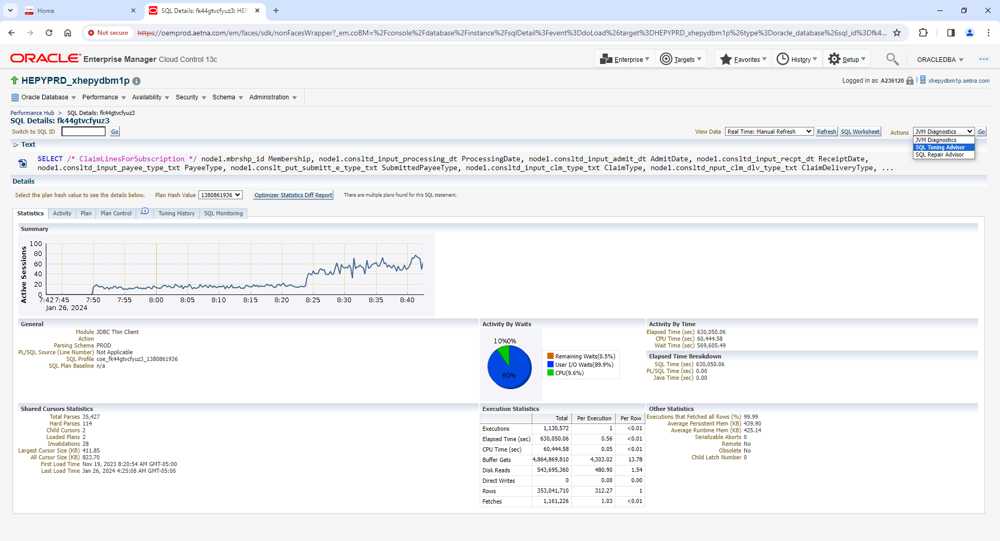 Home
SQL Details: fk44gtvcfyuz3: HEP
Not secure https://oemprod.aetna.com/em/faces/sdk/nonFacesWrapper?_em.coBM=%2Fconsole%2Fdatabase%2Finstance%2FsqlDetail%3Fevent%3DdoLoad%26target%3DHEPYPRD_xhepydbm1p%26type%3Doracle_database%26sql_id%3Dfk4...
ORACLE Enterprise Manager Cloud Control 13c
Enterprise Targets Favorites History Setup ORACLEDBA
HEPYPRD_xhepydbm1p
Logged in as A236120 xhepydbm1p.aetna.com
Oracle Database Performance Availability Security Schema Administration
Performance Hub > SQL Details: fk44gtvcfyuz3
SQL Details: fk44gtvcfyuz3
Switch to SQL ID Go View Data Real Time: Manual Refresh Refresh SQL Worksheet Actions JVM Diagnostics Go
JVM Diagnostics
SQL Tuning Advisor
SQL Repair Advisor
Text
SELECT /* ClaimLinesForSubscription */ node1.mbrshp_id Membership, node1.consltd_input_processing_dt ProcessingDate, node1.consltd_input_admit_dt AdmitDate, node1.consltd_input_recpt_dt ReceiptDate,
node1.consltd_input_payee_type_txt PayeeType, node1.conslt_put_submitt_e_type_txt SubmittedPayeeType, node1.consltd_input_clm_type_txt ClaimType, node1.consltd_nput_clm_dlv_type_txt ClaimDeliveryType, ...
Details
Select the plan hash value to see the details below. Plan Hash Value 1380861936 Optimizer Statistics Diff Report There are multiple plans found for this SQL statement.
Statistics Activity Plan Plan Control Tuning History SQL Monitoring
Summary
Active Sessions
100
80
60
40
20
0
7:42 7:45 7:50 7:55 8:00 8:05 8:10 8:15 8:20 8:25 8:30 8:35 8:40
Jan 26, 2024
General
Module JDBC Thin Client
Action
Parsing Schema PROD
PL/SQL Source (Line Number) Not Applicable
SQL Profile coe_fk44gtvcfyuz3_1380861936
SQL Plan Baseline n/a
Activity By Waits
10%0%
90%
Remaining Waits(0.5%)
User I/O Waits(89.9%)
CPU(9.6%)
Activity By Time
Elapsed Time (sec) 630,050.06
CPU Time (sec) 60,444.58
Wait Time (sec) 569,605.49
Elapsed Time Breakdown
SQL Time (sec) 630,050.06
PL/SQL Time (sec) 0.00
Java Time (sec) 0.00
Shared Cursors Statistics
Total Parses 35,427
Hard Parses 114
Child Cursors 2
Loaded Plans 2
Invalidations 28
Largest Cursor Size (KB) 411.85
All Cursor Size (KB) 823.70
First Load Time Nov 19, 2023 8:20:54 AM GMT-05:00
Last Load Time Jan 26, 2024 4:25:08 AM GMT-05:00
Execution Statistics
Total Per Execution Per Row
Executions 1,130,572 1 <0.01
Elapsed Time (sec) 630,050.06 0.56 <0.01
CPU Time (sec) 60,444.58 0.05 <0.01
Buffer Gets 4,864,869,810 4,303.02 13.78
Disk Reads 543,695,360 480.90 1.54
Direct Writes 0 0.00 0.00
Rows 353,041,710 312.27 1
Fetches 1,161,226 1.03 <0.01
Other Statistics
Executions that Fetched all Rows (%) 99.99
Average Persistent Mem (KB) 439.90
Average Runtime Mem (KB) 425.14
Serializable Aborts 0
Remote No
Obsolete No
Child Latch Number 0